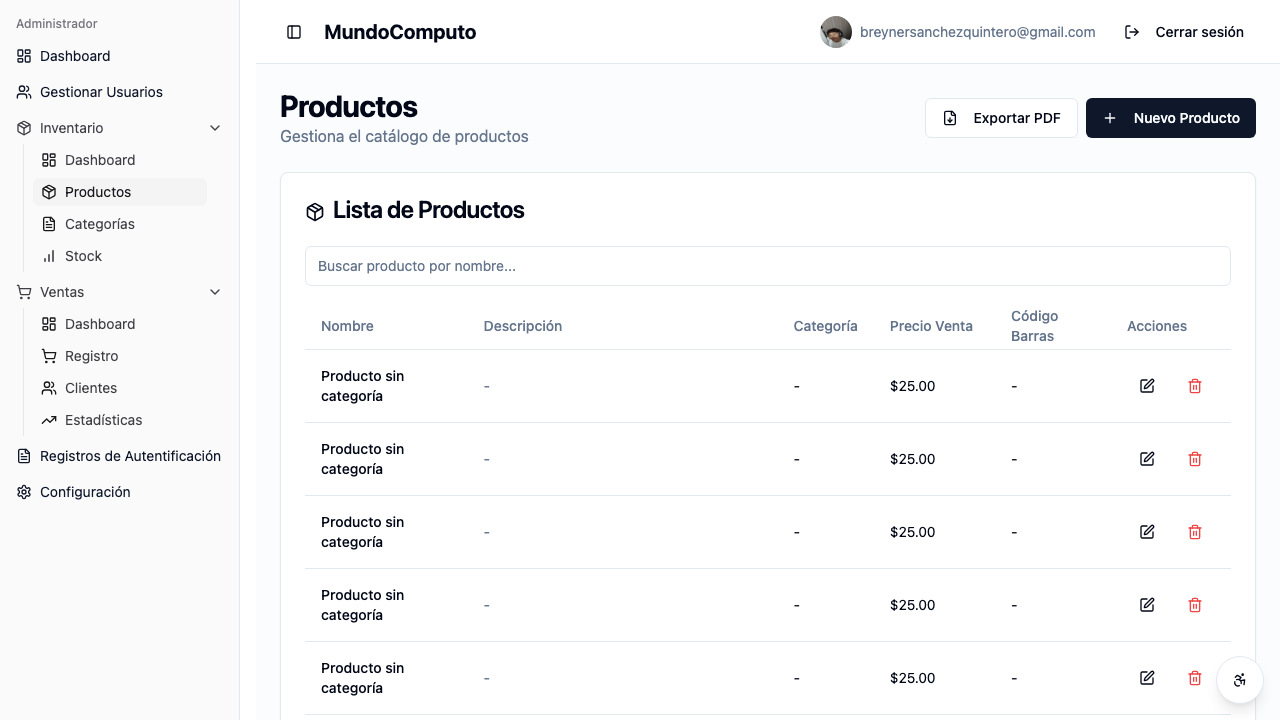 Administrador
Dashboard
Gestionar Usuarios
Inventario
Dashboard
Productos
Categorías
Stock
Ventas
Dashboard
Registro
Clientes
Estadísticas
Registros de Autentificación
Configuración
MundoComputo
breynersanchezquintero@gmail.com
Cerrar sesión
Productos
Gestiona el catálogo de productos
Exportar PDF
Nuevo Producto
Lista de Productos
Buscar producto por nombre...
Nombre Descripción Categoría Precio Venta Código Barras Acciones
Producto sin categoría - - $25.00 -
Producto sin categoría - - $25.00 -
Producto sin categoría - - $25.00 -
Producto sin categoría - - $25.00 -
Producto sin categoría - - $25.00 -